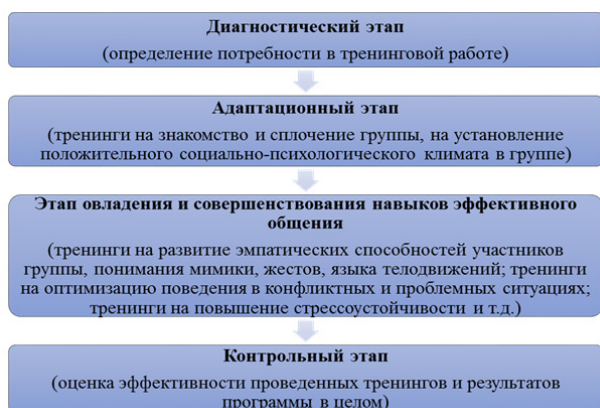 Диагностический этап
(определение потребности в тренинговой работе)
Адаптационный этап
(тренинги на знакомство и сплочение группы, на установление
положительного социально-психологического климата в группе)
Этап овладения и совершенствования навыков эффективного
общения
(тренинги на развитие эмпатических способностей участников
группы, понимания мимики, жестов, языка телодвижений; тренинги
на оптимизацию поведения в конфликтных и проблемных ситуациях;
тренинги на повышение стрессоустойчивости и т.д.)
Контрольный этап
(оценка эффективности проведенных тренингов и результатов
программы в целом)